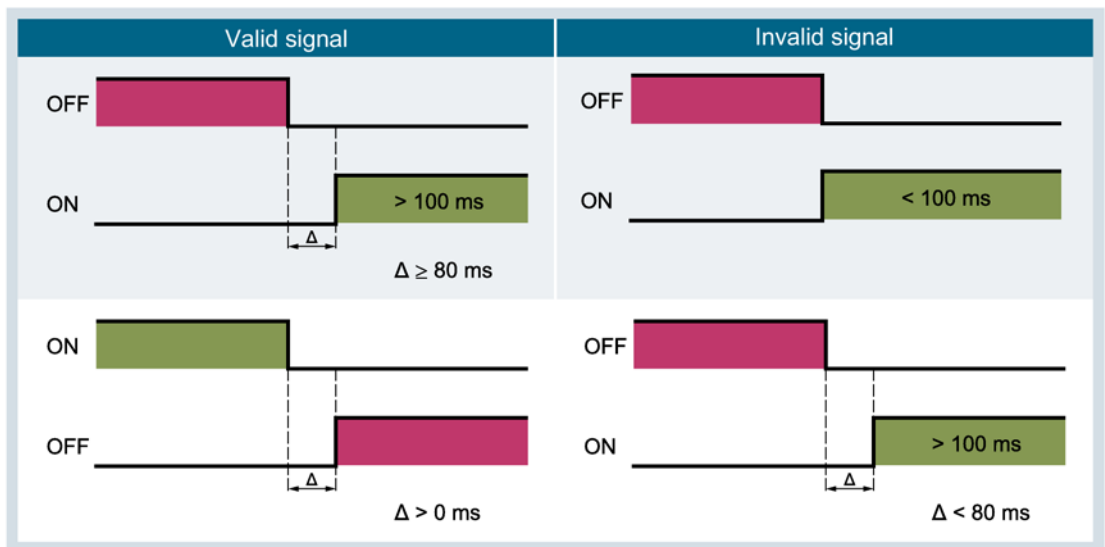 Valid signal
Invalid signal
OFF
ON
> 100 ms
Δ
Δ ≥ 80 ms
OFF
ON
< 100 ms
ON
OFF
Δ
Δ > 0 ms
OFF
ON
> 100 ms
Δ
Δ < 80 ms